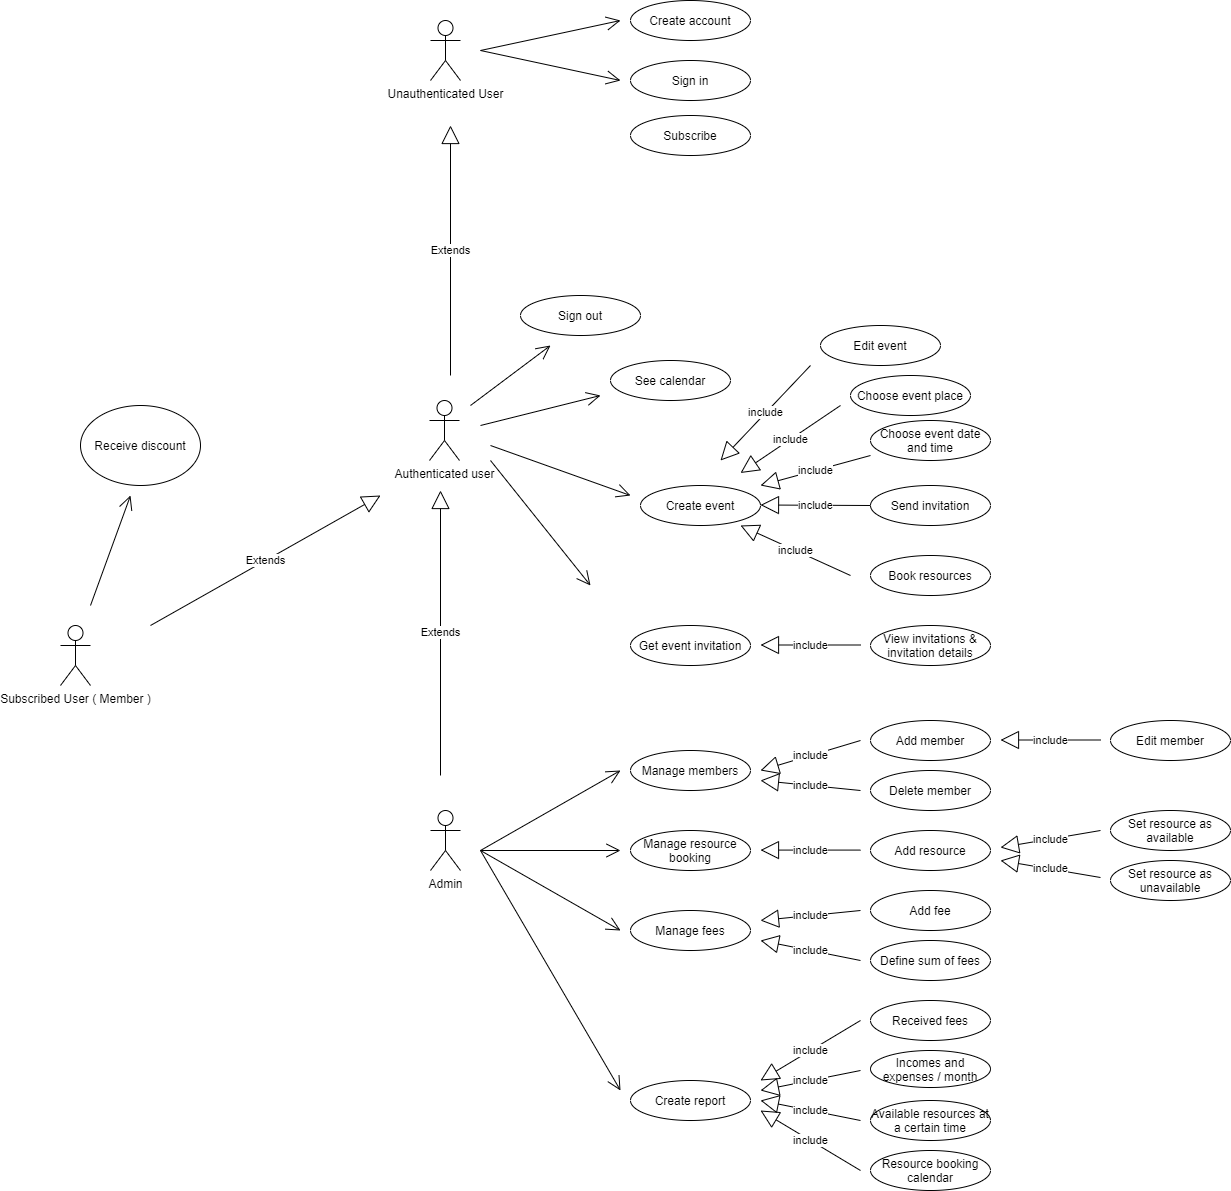 Create account
Sign in
Unauthenticated User
Subscribe
Extends
Sign out
Edit event
See calendar
Choose event place
include
Choose event date
and time
include
Receive discount
include
Authenticated user
Create event
include
Send invitation
include
Book resources
Extends
Extends
Get event invitation
include
View invitations &
invitation details
Subscribed User ( Member )
Add member
include
Edit member
include
Manage members
include
Delete member
Set resource as
available
include
Manage resource
booking
include
Add resource
include
Set resource as
unavailable
Admin
Add fee
include
Manage fees
include
Define sum of fees
Received fees
include
Incomes and
expenses / month
include
Create report
include
Available resources at
a certain time
include
Resource booking
calendar